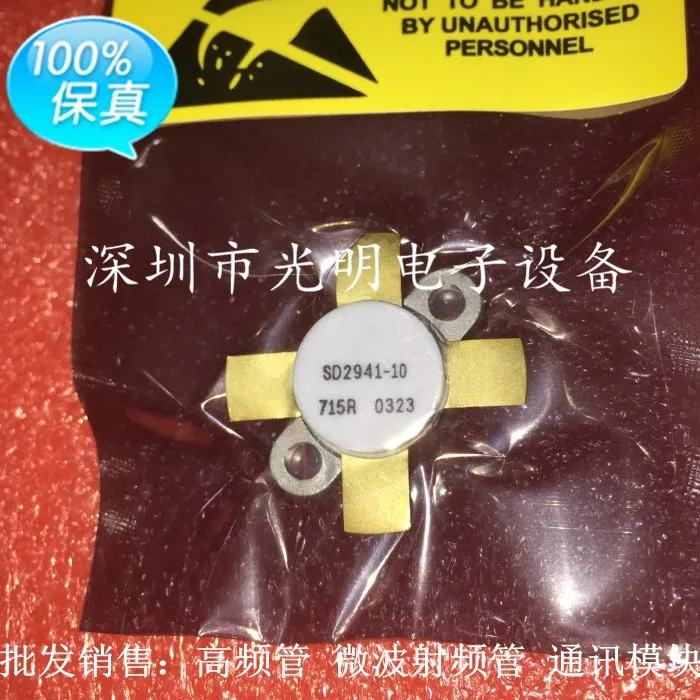 NOT TO BE
BY UNAUTHORISED
PERSONNEL
100%
保真
深圳市光明电子设备
SD2941-10
715R 0323
批发销售：高频管 微波射频管 通讯模块